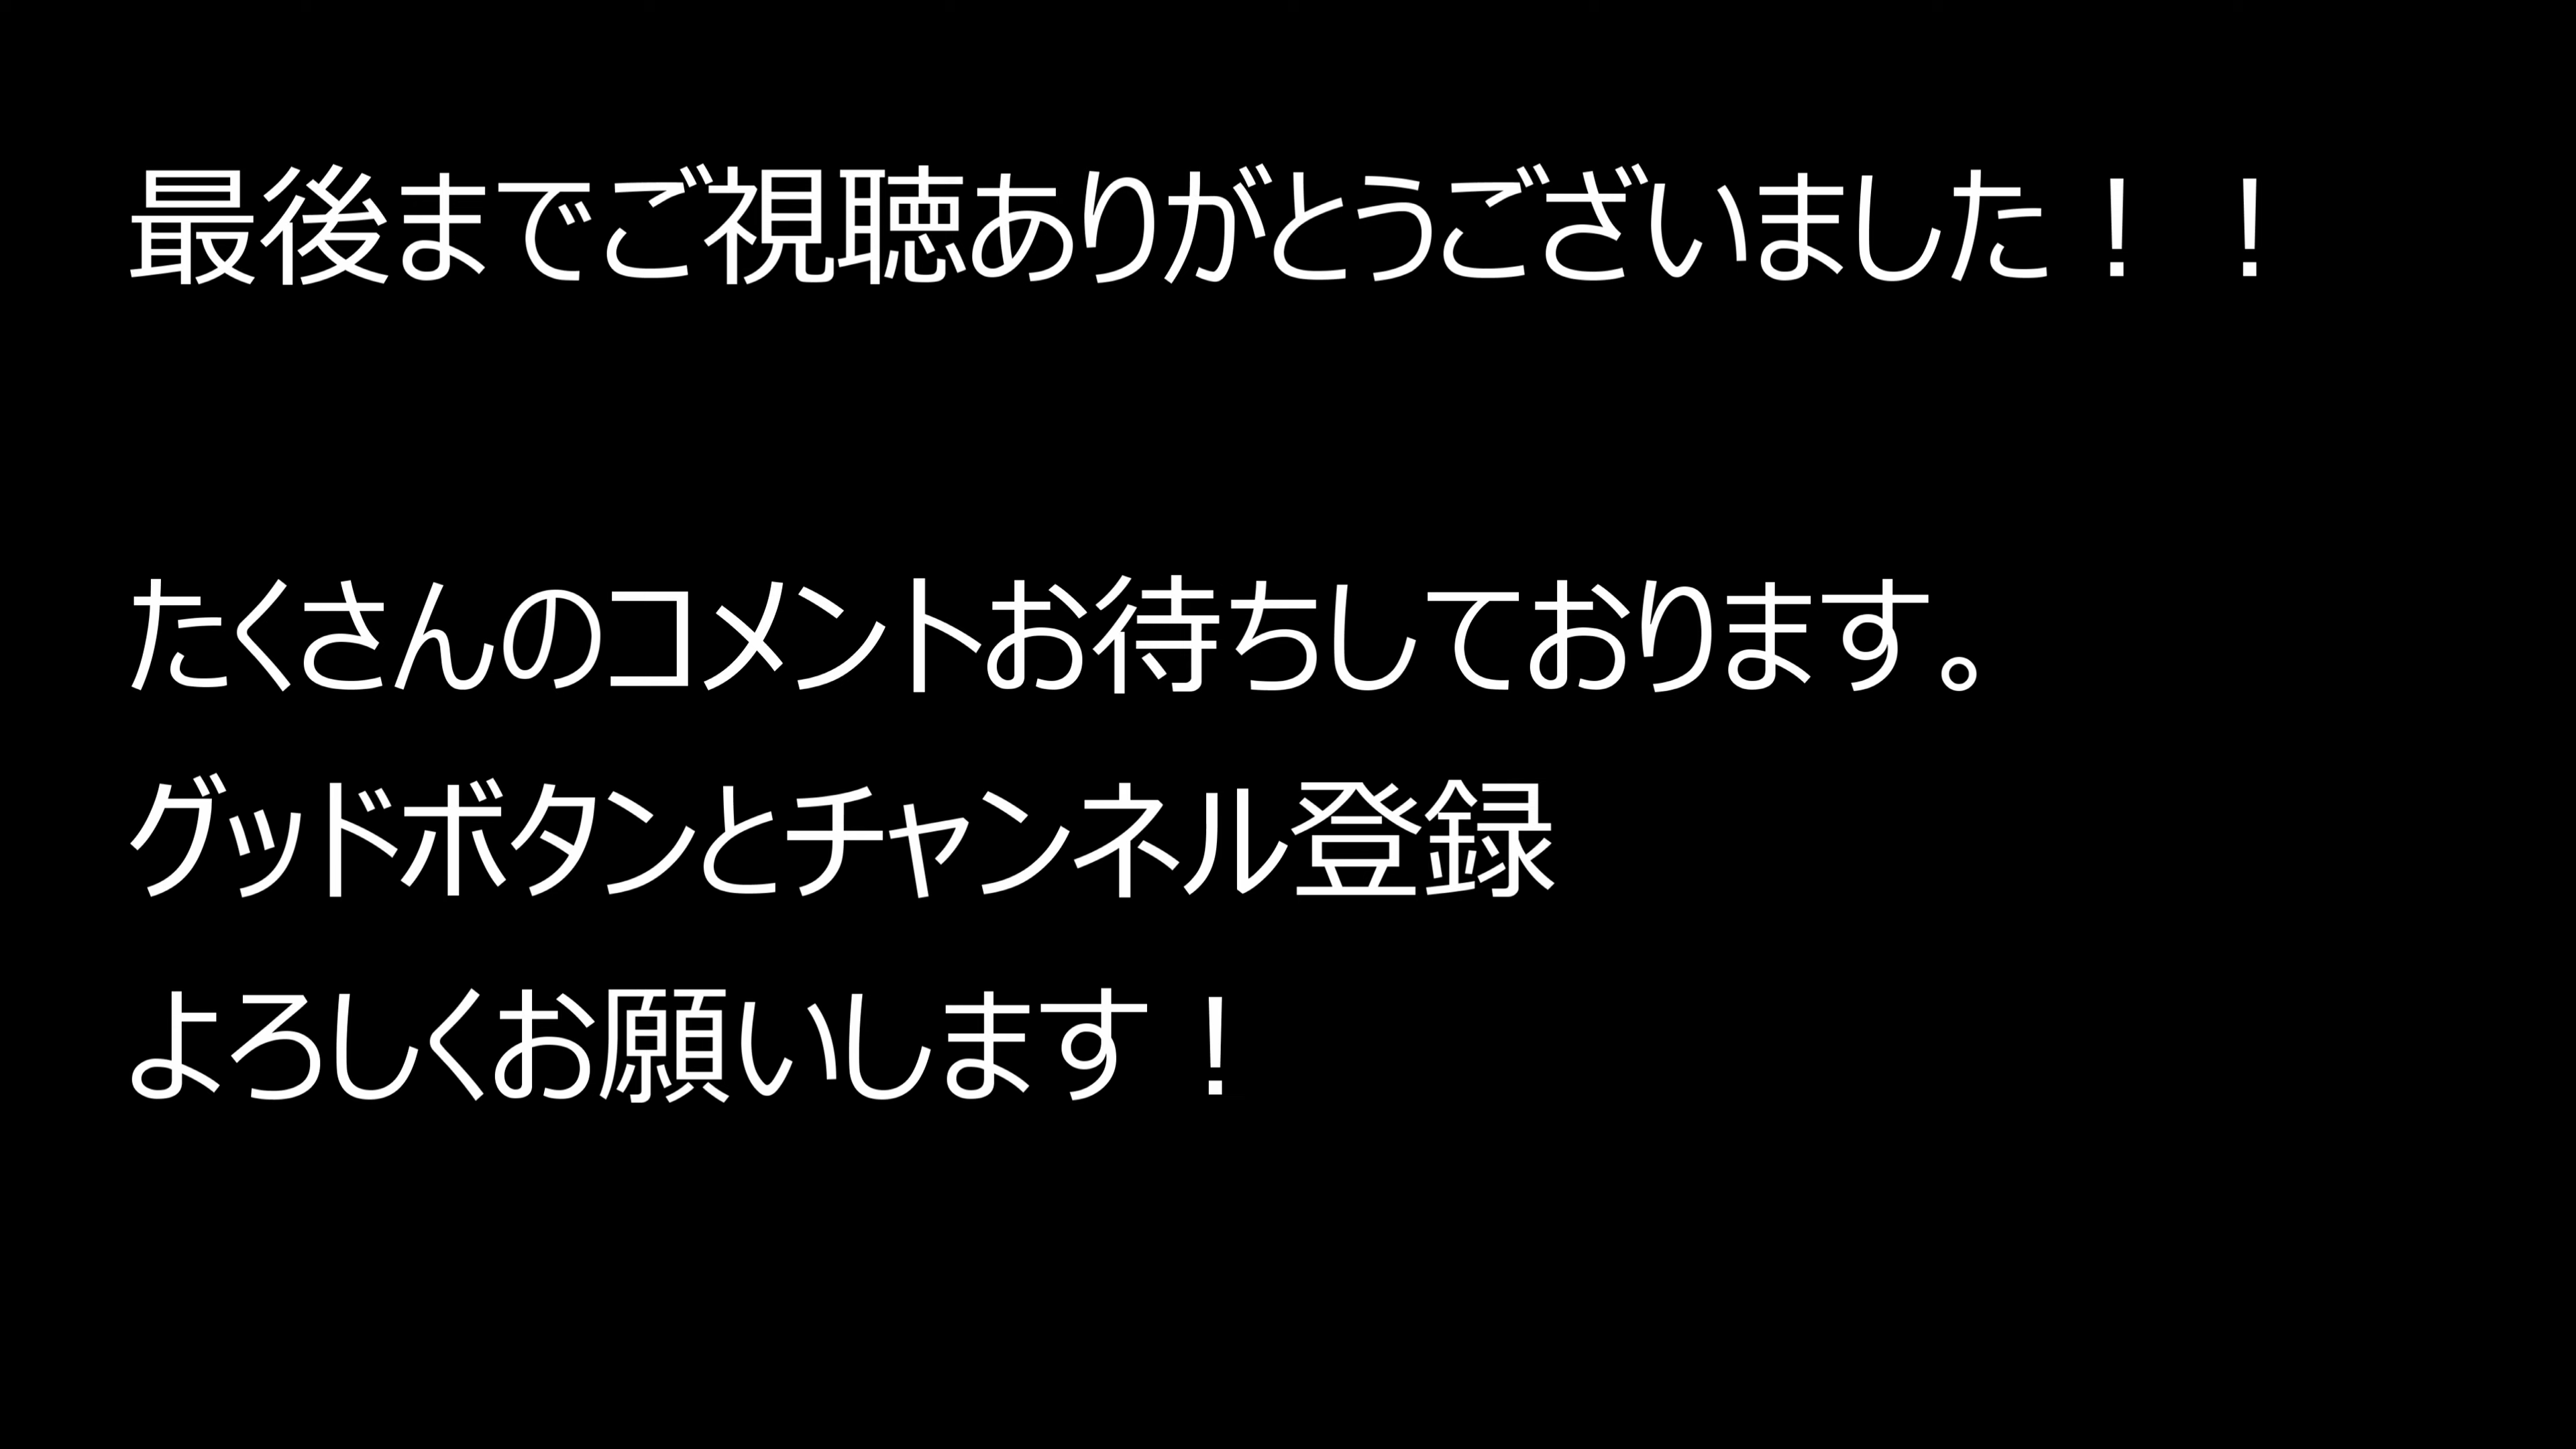 最後までご視聴ありがとうございました！！
たくさんのコメントお待ちしております。
グッドボタンとチャンネル登録
よろしくお願いします！